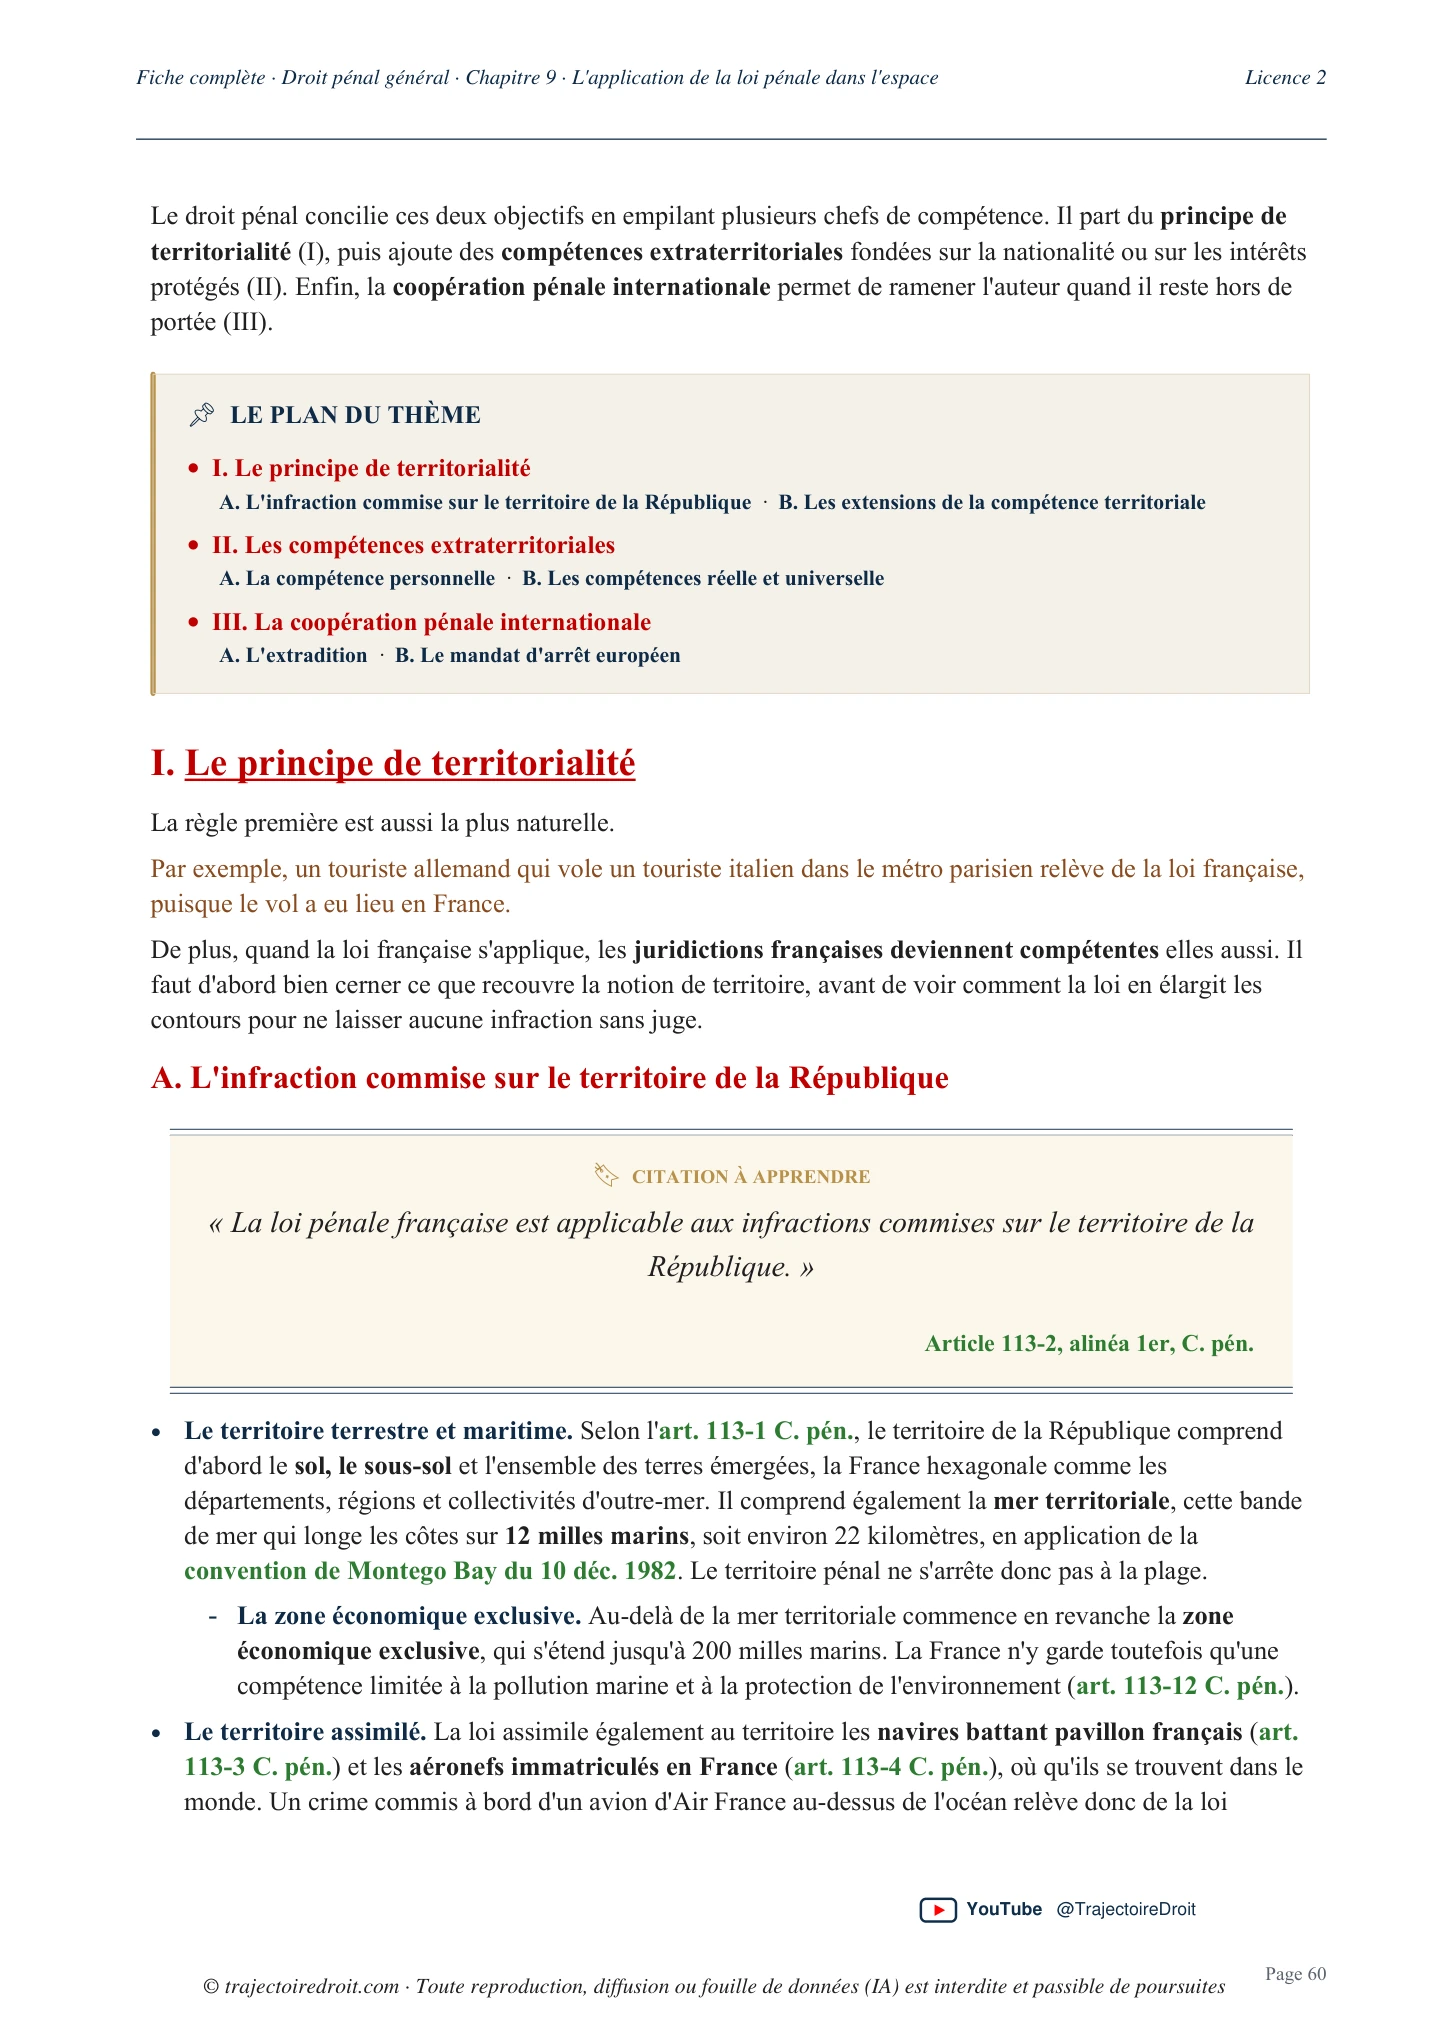 Fiche complète · Droit pénal général · Chapitre 9 · L'application de la loi pénale dans l'espace Licence 2
Le droit pénal concilie ces deux objectifs en empilant plusieurs chefs de compétence. Il part du principe de
territorialité (I), puis ajoute des compétences extraterritoriales fondées sur la nationalité ou sur les intérêts
protégés (II). Enfin, la coopération pénale internationale permet de ramener l'auteur quand il reste hors de
portée (III).
LE PLAN DU THÈME
• I. Le principe de territorialité
A. L'infraction commise sur le territoire de la République · B. Les extensions de la compétence territoriale
• II. Les compétences extraterritoriales
A. La compétence personnelle · B. Les compétences réelle et universelle
• III. La coopération pénale internationale
A. L'extradition · B. Le mandat d'arrêt européen
I. Le principe de territorialité
La règle première est aussi la plus naturelle.
Par exemple, un touriste allemand qui vole un touriste italien dans le métro parisien relève de la loi française,
puisque le vol a eu lieu en France.
De plus, quand la loi française s'applique, les juridictions françaises deviennent compétentes elles aussi. Il
faut d'abord bien cerner ce que recouvre la notion de territoire, avant de voir comment la loi en élargit les
contours pour ne laisser aucune infraction sans juge.
A. L'infraction commise sur le territoire de la République
CITATION À APPRENDRE
« La loi pénale française est applicable aux infractions commises sur le territoire de la
République. »
Article 113-2, alinéa 1er, C. pén.
• Le territoire terrestre et maritime. Selon l'art. 113-1 C. pén., le territoire de la République comprend
d'abord le sol, le sous-sol et l'ensemble des terres émergées, la France hexagonale comme les
départements, régions et collectivités d'outre-mer. Il comprend également la mer territoriale, cette bande
de mer qui longe les côtes sur 12 milles marins, soit environ 22 kilomètres, en application de la
convention de Montego Bay du 10 déc. 1982. Le territoire pénal ne s'arrête donc pas à la plage.
- La zone économique exclusive. Au-delà de la mer territoriale commence en revanche la zone
économique exclusive, qui s'étend jusqu'à 200 milles marins. La France n'y garde toutefois qu'une
compétence limitée à la pollution marine et à la protection de l'environnement (art. 113-12 C. pén.).
• Le territoire assimilé. La loi assimile également au territoire les navires battant pavillon français (art.
113-3 C. pén.) et les aéronefs immatriculés en France (art. 113-4 C. pén.), où qu'ils se trouvent dans le
monde. Un crime commis à bord d'un avion d'Air France au-dessus de l'océan relève donc de la loi
YouTube @TrajectoireDroit
© trajectoiredroit.com · Toute reproduction, diffusion ou fouille de données (IA) est interdite et passible de poursuites Page 60